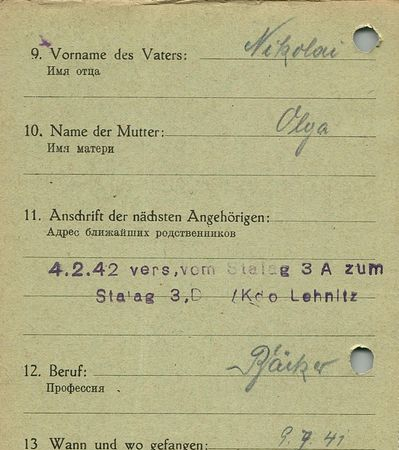 9. Vorname des Vaters: Nikolai
Имя отца
10. Name der Mutter: Olga
Имя матери
11. Anschrift der nächsten Angehörigen:
Адрес ближайших родственников
4.2.42 vers,vom Stalag 3 A zum
Stalag 3,D /Kdo Lehnitz
12. Beruf: Bäcker
Профессия
13 Wann und wo gefangen: 9.7.41